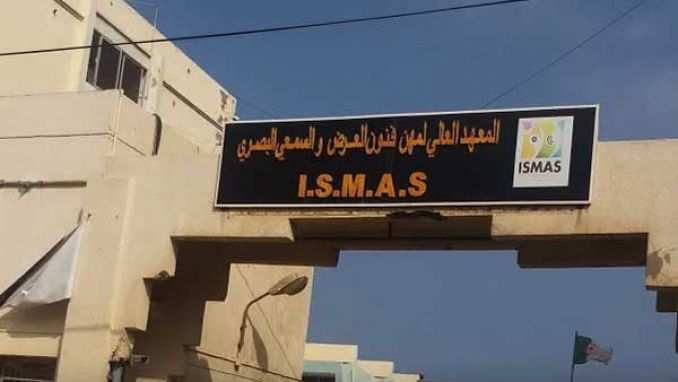 المعهد العالي لمهن فنون العرض و السمعي البصري
I.S.M.A.S
ISMAS